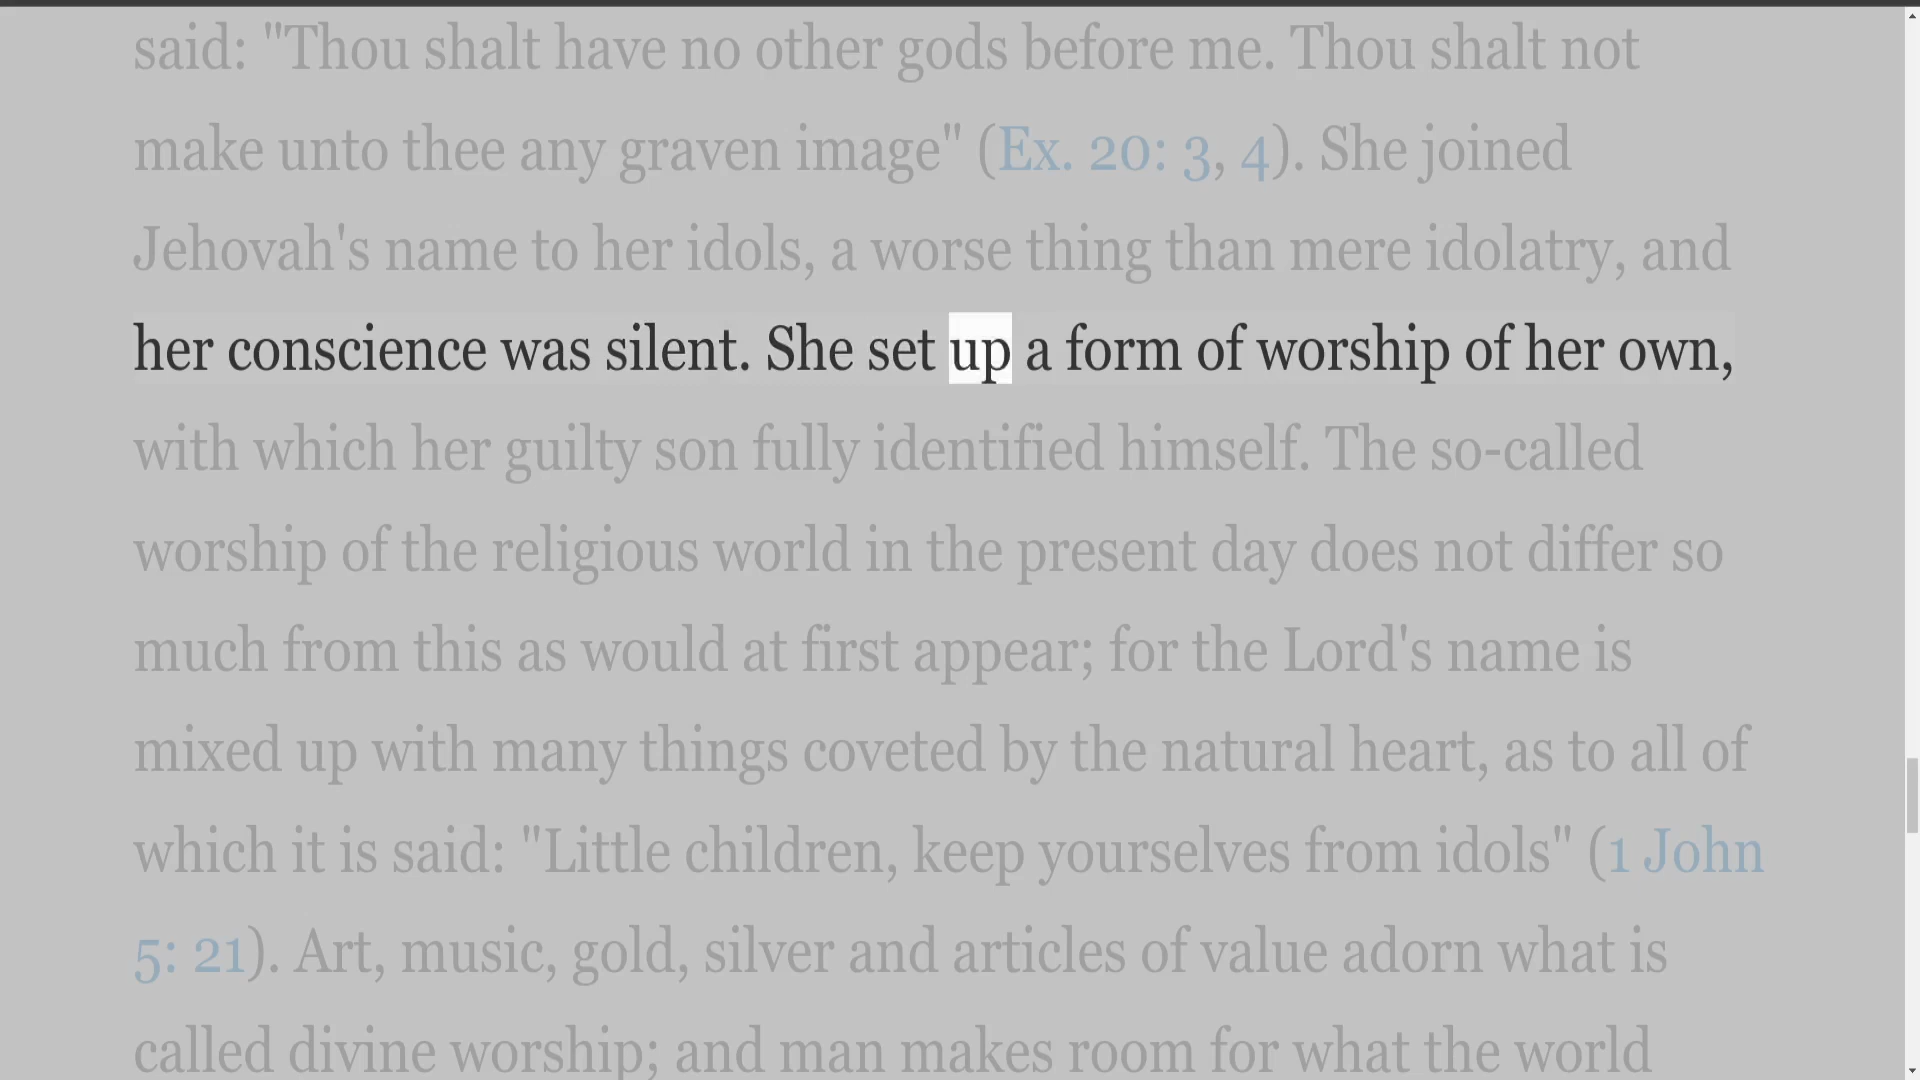 said: "Thou shalt have no other gods before me. Thou shalt not
make unto thee any graven image" (Ex. 20: 3, 4). She joined
Jehovah's name to her idols, a worse thing than mere idolatry, and
her conscience was silent. She set up a form of worship of her own,
with which her guilty son fully identified himself. The so-called
worship of the religious world in the present day does not differ so
much from this as would at first appear; for the Lord's name is
mixed up with many things coveted by the natural heart, as to all of
which it is said: "Little children, keep yourselves from idols" (1 John
5: 21). Art, music, gold, silver and articles of value adorn what is
called divine worship; and man makes room for what the world